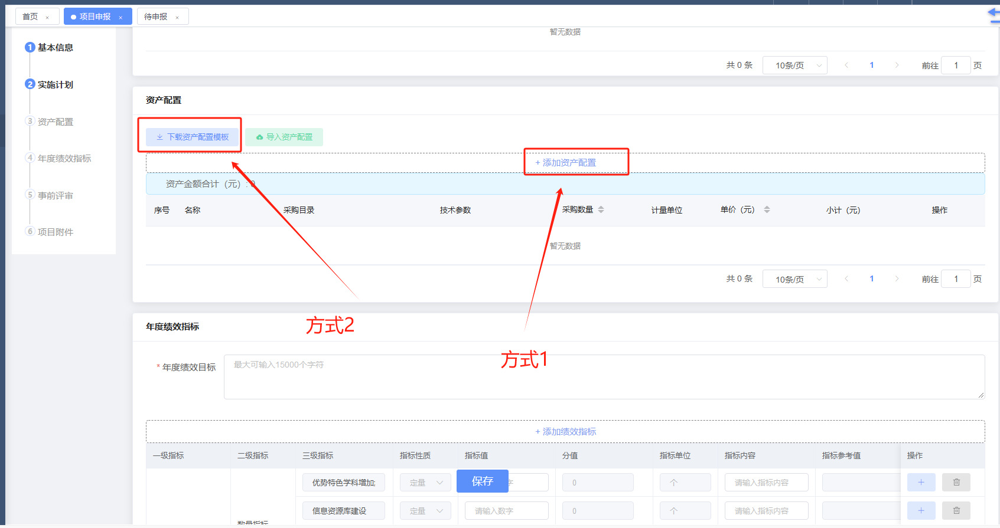 首页 ×
项目申报 ×
待申报 ×
1 基本信息
2 实施计划
3 资产配置
4 年度绩效指标
5 事前评审
6 项目附件
暂无数据
共 0 条 10条/页 1 前往 1 页
资产配置
下载资产配置模板 导入资产配置
+ 添加资产配置
资产金额合计（元）: 0
序号 名称 采购目录 技术参数 采购数量 计量单位 单价（元） 小计（元） 操作
暂无数据
共 0 条 10条/页 1 前往 1 页
方式2
方式1
年度绩效指标
* 年度绩效目标 最大可输入15000个字符
+ 添加绩效指标
一级指标 二级指标 三级指标 指标性质 指标值 分值 指标单位 指标内容 指标参考值 操作
优势特色学科增加 定量 保存 字 0 个 请输入指标内容 +
信息资源库建设 定量 请输入数字 0 个 请输入指标内容 +
数量指标